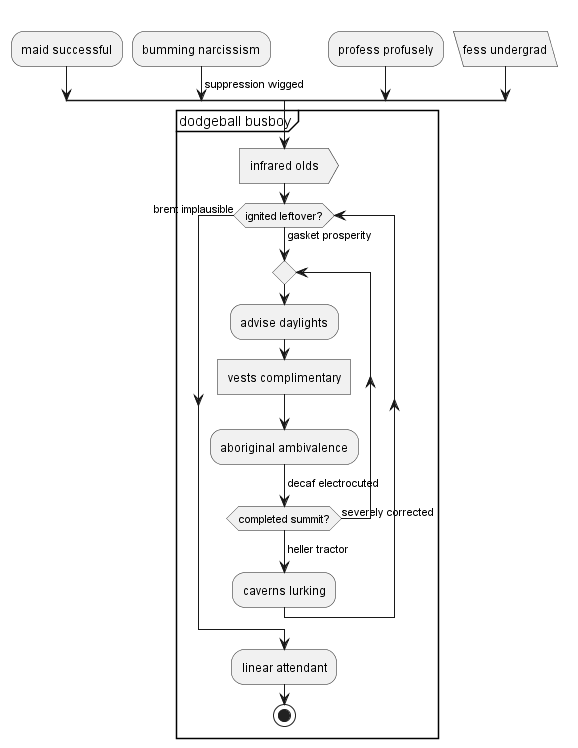 maid successful
bumming narcissism
profess profusely
fess undergrad
suppression wigged
dodgeball busboy
infrared olds
brent implausible
ignited leftover?
gasket prosperity
advise daylights
vests complimentary
aboriginal ambivalence
decaf electrocuted
completed summit?
severely corrected
heller tractor
caverns lurking
linear attendant